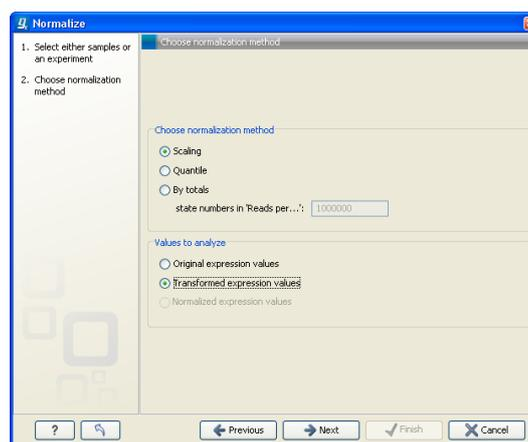 Normalize
1. Select either samples or
an experiment
2. Choose normalization
method
Choose normalization method
Choose normalization method
Scaling
Quantile
By totals
state numbers in 'Reads per...': 1000000
Values to analyze
Original expression values
Transformed expression values
Normalized expression values
? Previous Next Finish Cancel